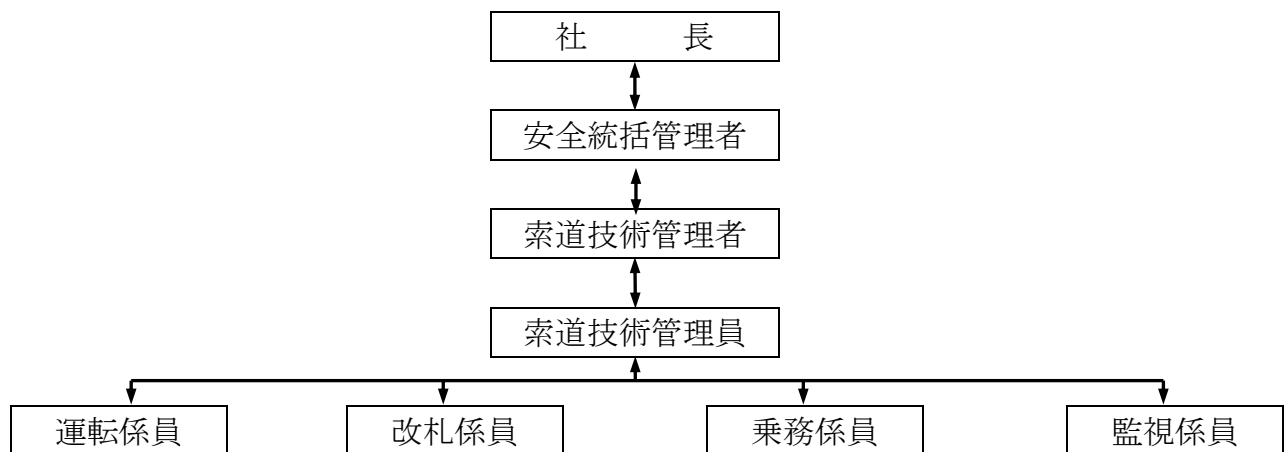 社　　　長
安全統括管理者
索道技術管理者
索道技術管理員
運転係員　改札係員　乗務係員　監視係員